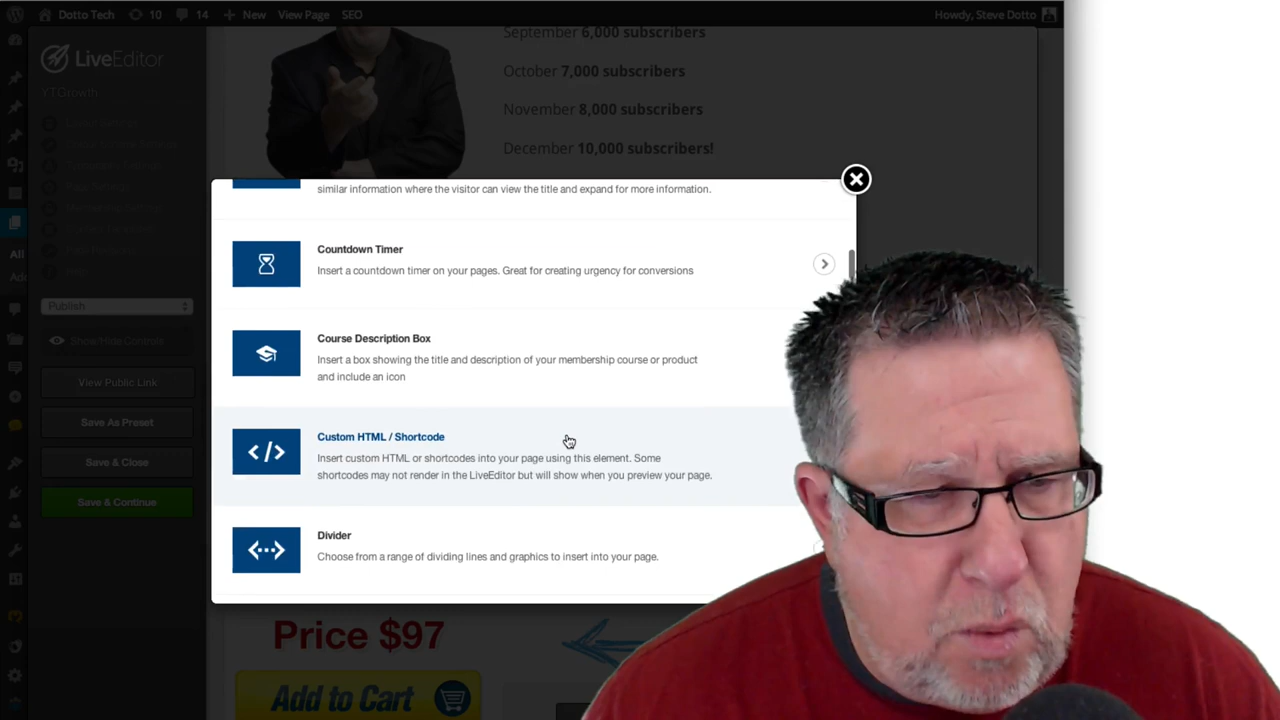 Dotto Tech
10
14
New
View Page
SEO
Howdy, Steve Dotto
LiveEditor
YTGrowth
September 6,000 subscribers
October 7,000 subscribers
November 8,000 subscribers
December 10,000 subscribers!
similar information where the visitor can view the title and expand for more information.
Countdown Timer
Insert a countdown timer on your pages. Great for creating urgency for conversions
Course Description Box
Insert a box showing the title and description of your membership course or product
and include an icon
Custom HTML / Shortcode
Insert custom HTML or shortcodes into your page using this element. Some
shortcodes may not render in the LiveEditor but will show when you preview your page.
Divider
Choose from a range of dividing lines and graphics to insert into your page.
All
Add
Publish
Show/Hide Controls
View Public Link
Save As Preset
Save & Close
Save & Continue
Price $97
Add to Cart